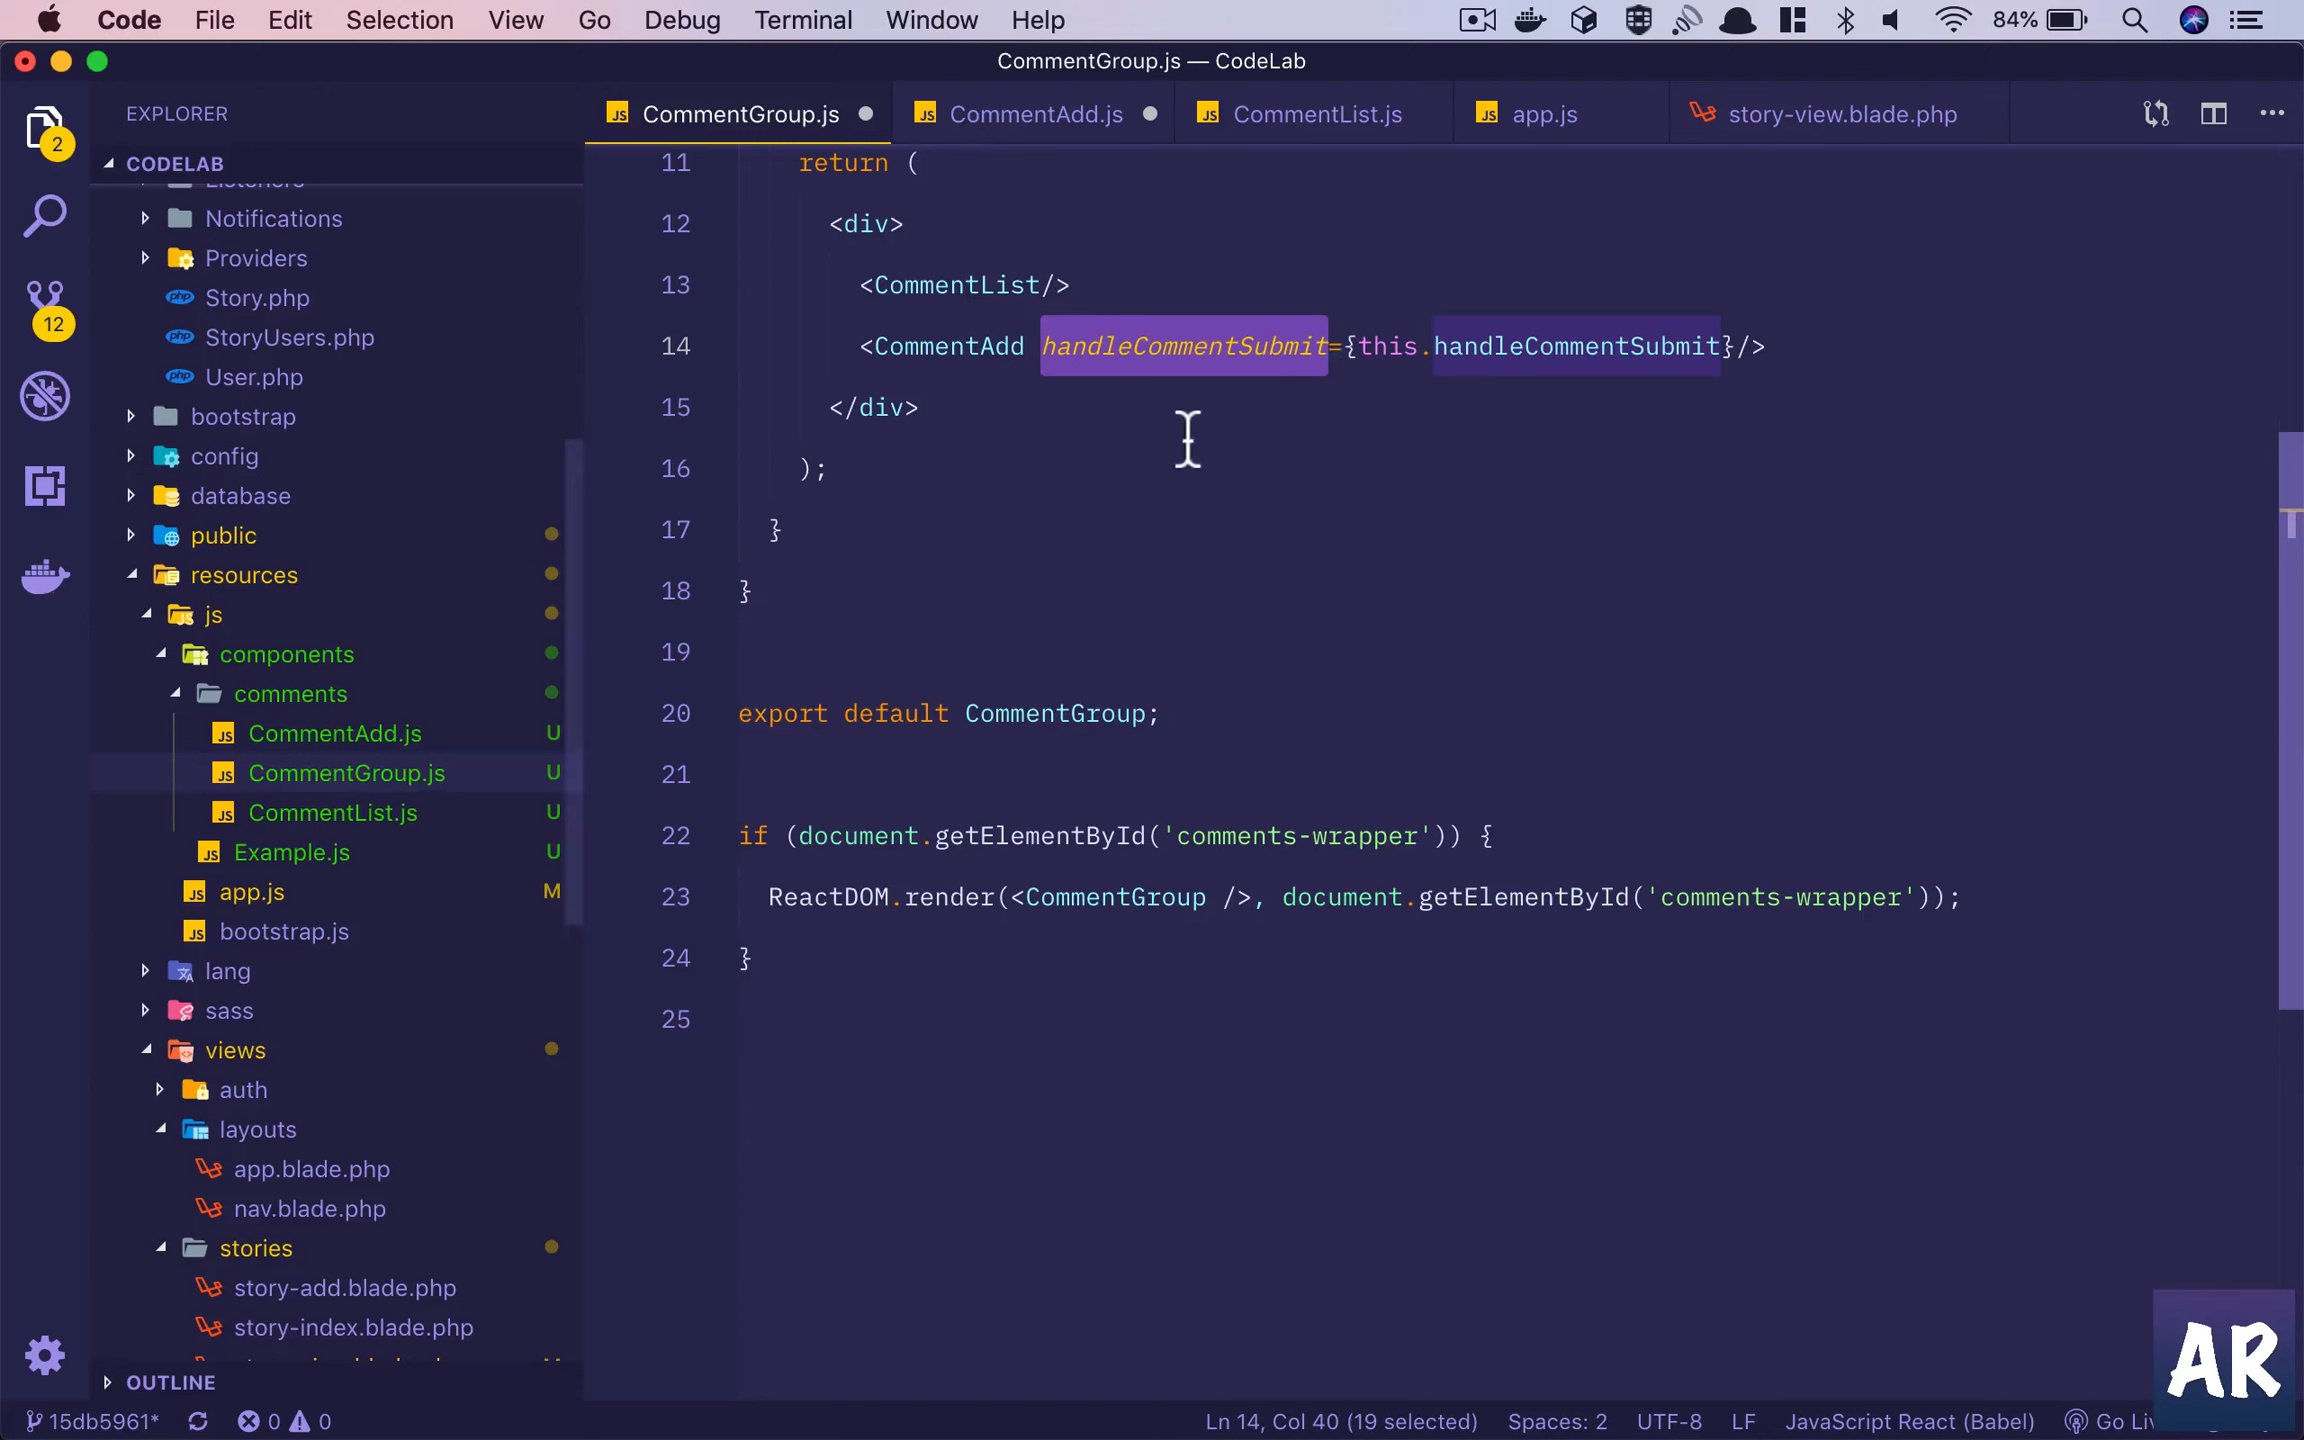 Code File Edit Selection View Go Debug Terminal Window Help 84%
CommentGroup.js — CodeLab
EXPLORER
CommentGroup.js CommentAdd.js CommentList.js app.js story-view.blade.php
2
CODELAB
Listeners
Notifications
Providers
Story.php
12
StoryUsers.php
User.php
bootstrap
config
database
public
resources
js
components
comments
CommentAdd.js U
CommentGroup.js U
CommentList.js U
Example.js U
app.js M
bootstrap.js
lang
sass
views
auth
layouts
app.blade.php
nav.blade.php
stories
story-add.blade.php
story-index.blade.php
OUTLINE
11 return (
12 <div>
13 <CommentList/>
14 <CommentAdd handleCommentSubmit={this.handleCommentSubmit}/>
15 </div>
16 );
17 }
18 }
19
20 export default CommentGroup;
21
22 if (document.getElementById('comments-wrapper')) {
23 ReactDOM.render(<CommentGroup />, document.getElementById('comments-wrapper'));
24 }
25
AR
15db5961* 0 0 Ln 14, Col 40 (19 selected) Spaces: 2 UTF-8 LF JavaScript React (Babel) Go